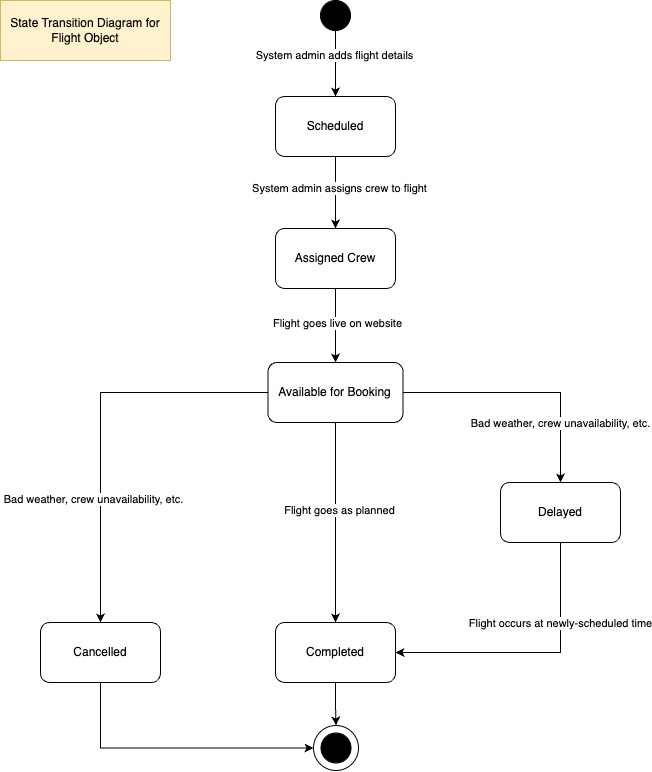 State Transition Diagram for
Flight Object
System admin adds flight details
Scheduled
System admin assigns crew to flight
Assigned Crew
Flight goes live on website
Available for Booking
Bad weather, crew unavailability, etc.
Bad weather, crew unavailability, etc.
Flight goes as planned
Delayed
Flight occurs at newly-scheduled time
Cancelled
Completed